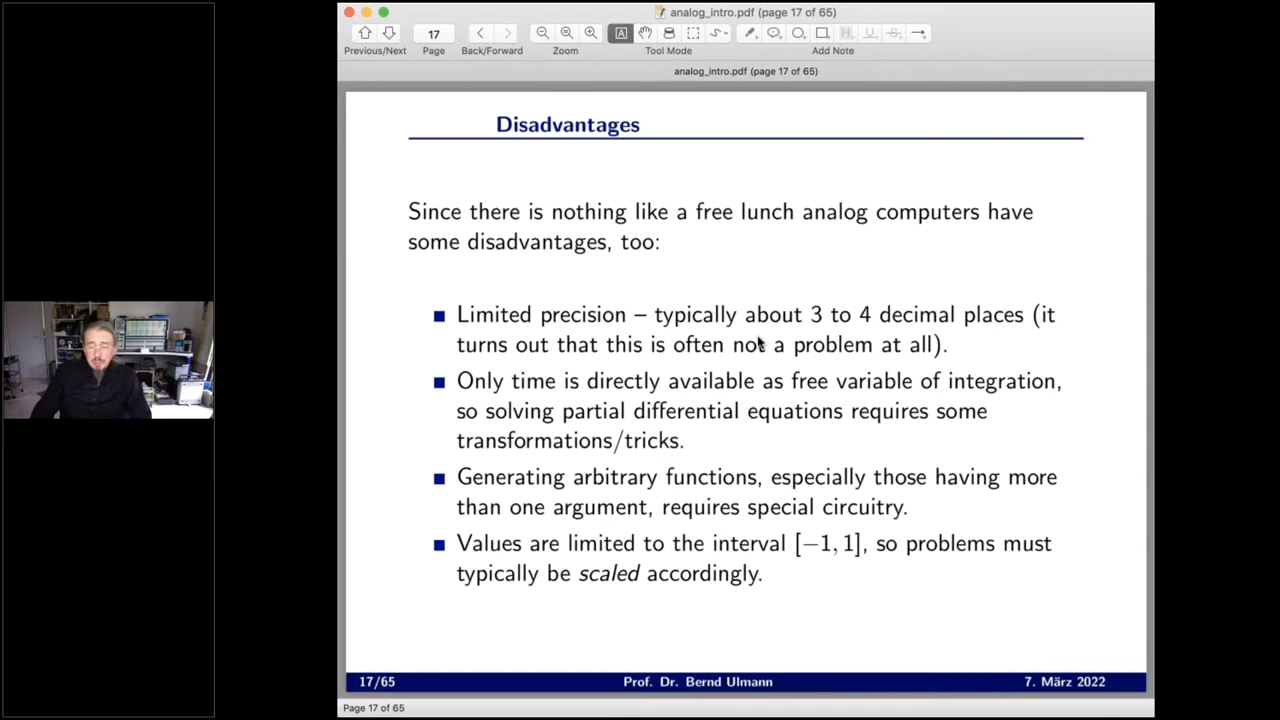 analog_intro.pdf (page 17 of 65)
17
Previous/Next Page Back/Forward Zoom Tool Mode Add Note
analog_intro.pdf (page 17 of 65)
Disadvantages
Since there is nothing like a free lunch analog computers have
some disadvantages, too:
■ Limited precision – typically about 3 to 4 decimal places (it
turns out that this is often not a problem at all).
■ Only time is directly available as free variable of integration,
so solving partial differential equations requires some
transformations/tricks.
■ Generating arbitrary functions, especially those having more
than one argument, requires special circuitry.
■ Values are limited to the interval [−1, 1], so problems must
typically be scaled accordingly.
17/65 Prof. Dr. Bernd Ulmann 7. März 2022
Page 17 of 65